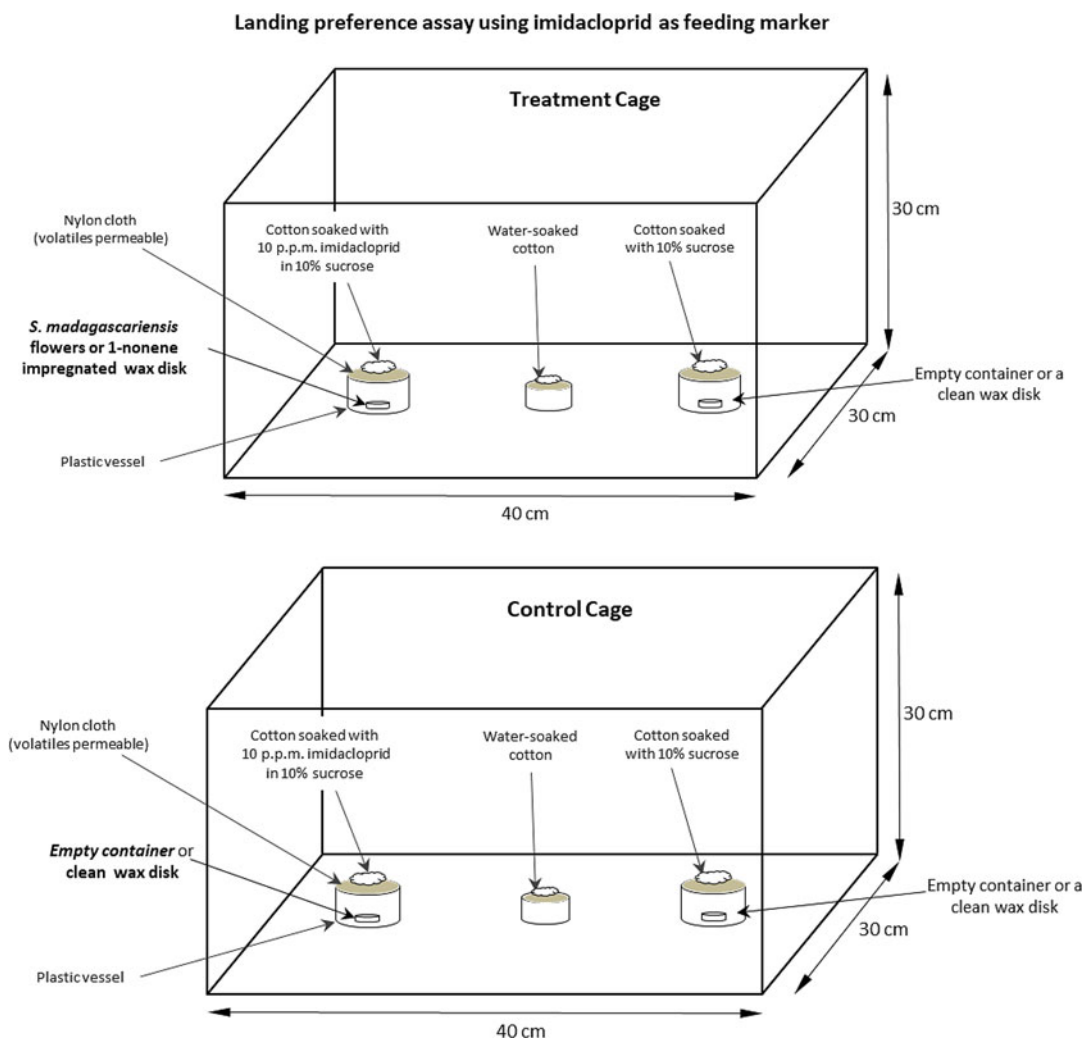 Landing preference assay using imidacloprid as feeding marker
Treatment Cage
Nylon cloth
(volatiles permeable)
Cotton soaked with
10 p.p.m. imidacloprid
in 10% sucrose
Water-soaked
cotton
Cotton soaked
with 10% sucrose
30 cm
S. madagascariensis
flowers or 1-nonene
impregnated wax disk
Empty container or a
clean wax disk
30 cm
Plastic vessel
40 cm
Control Cage
Nylon cloth
(volatiles permeable)
Cotton soaked with
10 p.p.m. imidacloprid
in 10% sucrose
Water-soaked
cotton
Cotton soaked
with 10% sucrose
30 cm
Empty container or
clean wax disk
Empty container or a
clean wax disk
30 cm
Plastic vessel
40 cm